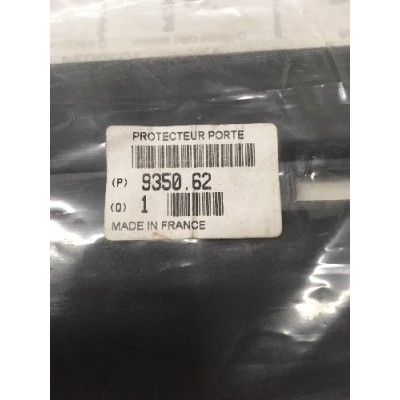 PROTECTEUR PORTE
(P) 9350.62
(Q) 1
MADE IN FRANCE